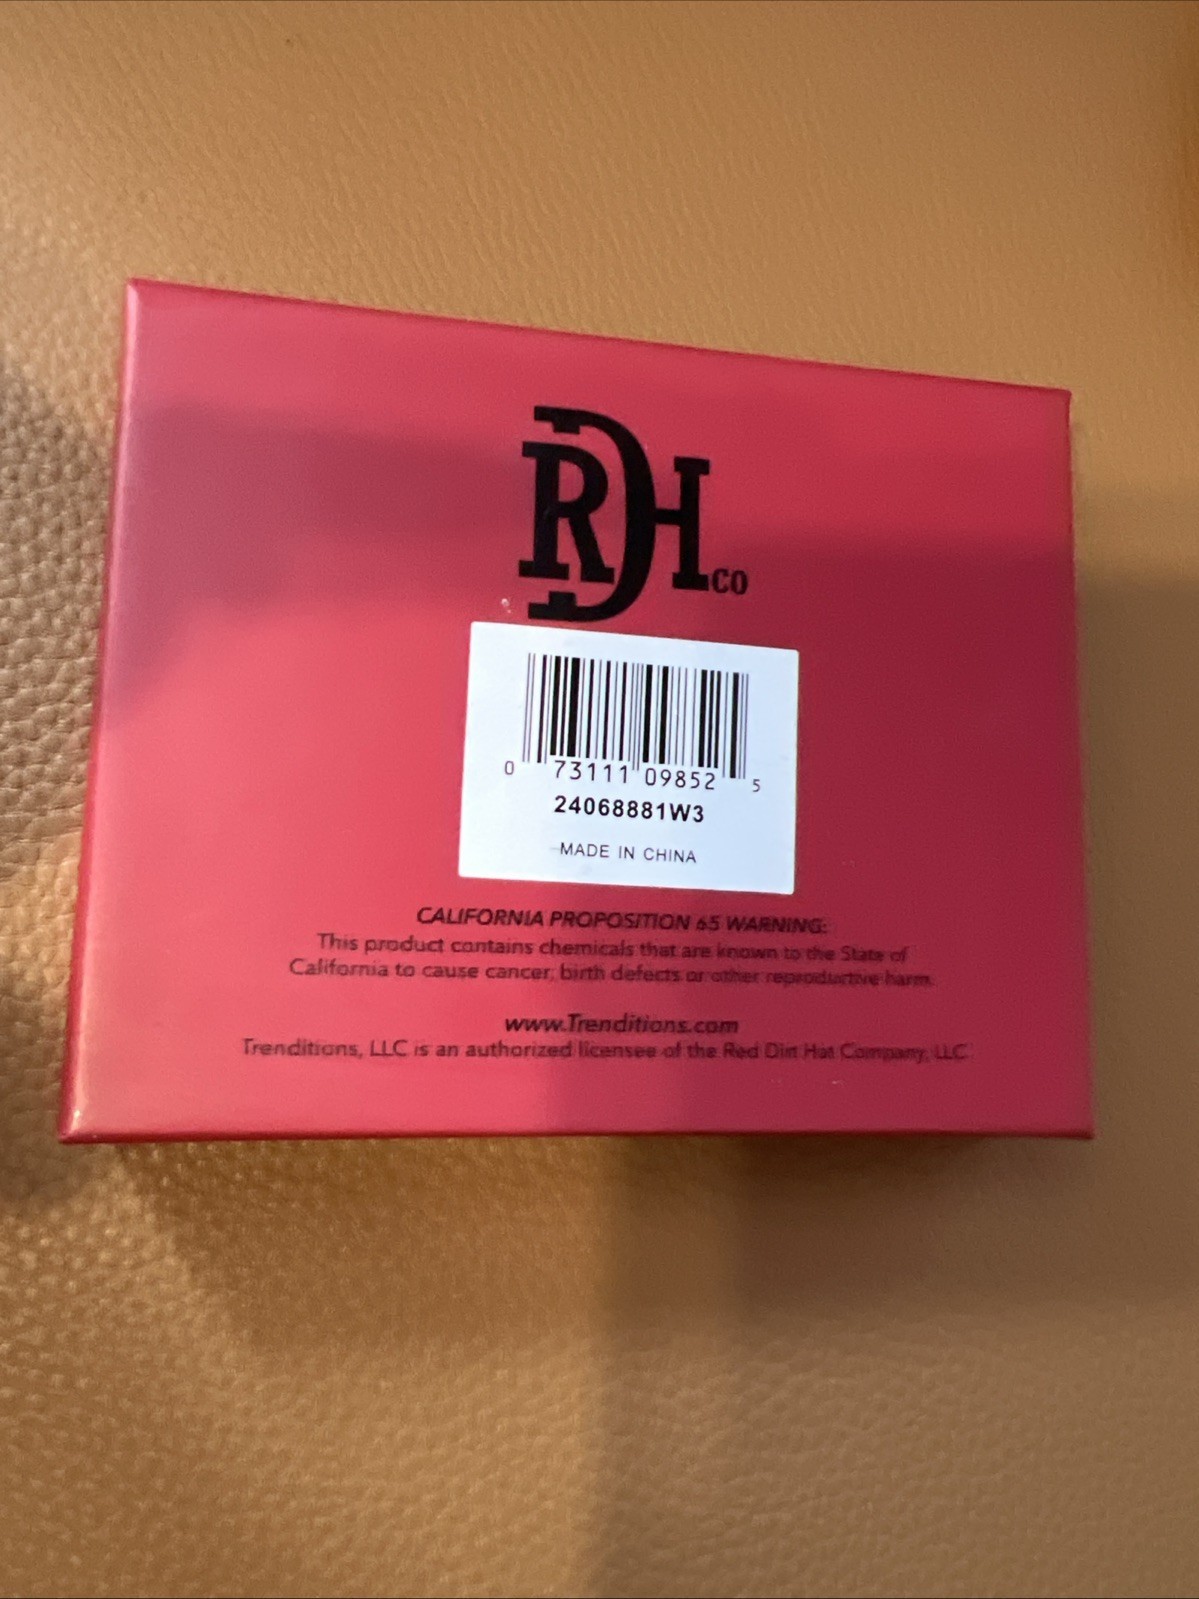 RDH CO
0 73111 09852 5
24068881W3
MADE IN CHINA
CALIFORNIA PROPOSITION 65 WARNING:
This product contains chemicals that are known to the State of
California to cause cancer, birth defects or other reproductive harm.
www.Trenditions.com
Trenditions, LLC is an authorized licensee of the Red Dirt Hat Company, LLC